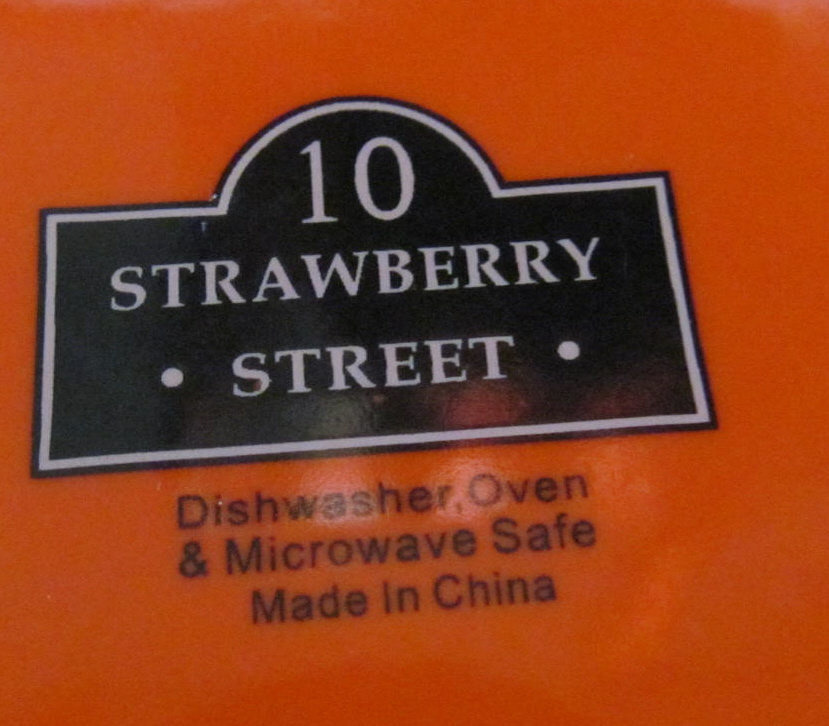 10
STRAWBERRY
• STREET •
Dishwasher,Oven
& Microwave Safe
Made In China